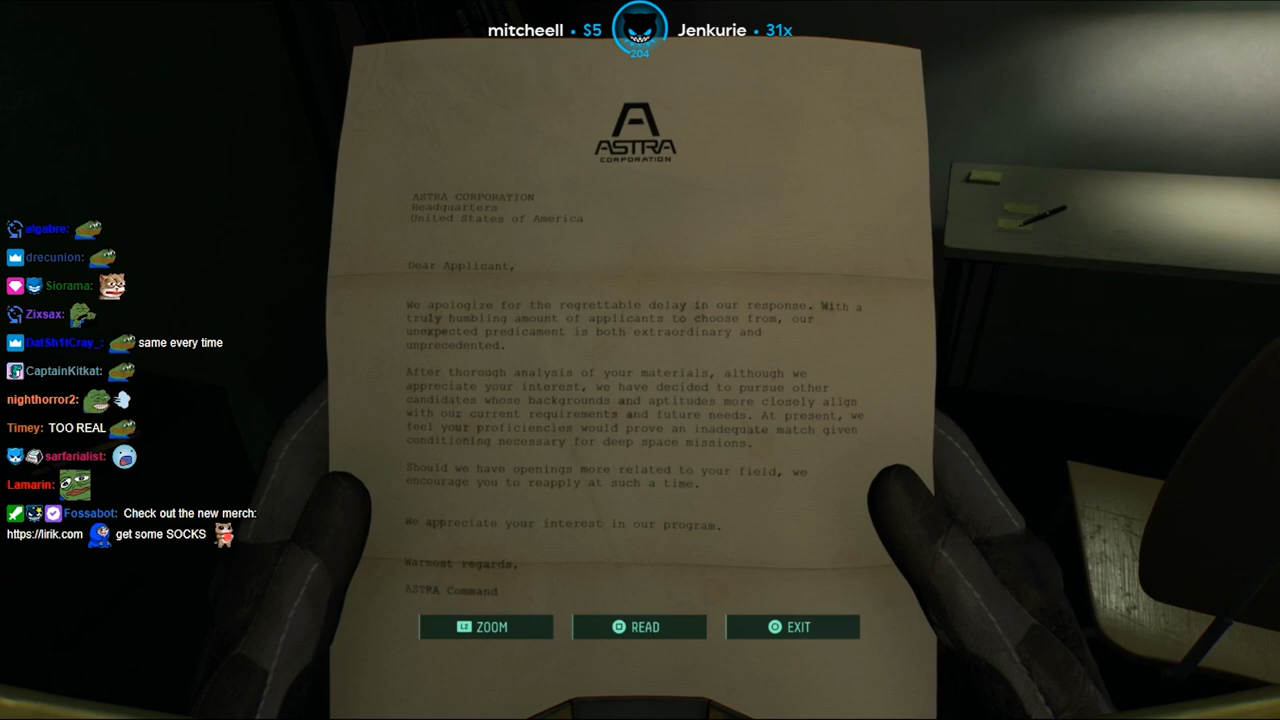 mitcheell • $5
204
Jenkurie • 31x
A
ASTRA
CORPORATION
ASTRA CORPORATION
Headquarters
United States of America
Dear Applicant,
We apologize for the regrettable delay in our response. With a
truly humbling amount of applicants to choose from, our
unexpected predicament is both extraordinary and
unprecedented.
After thorough analysis of your materials, although we
appreciate your interest, we have decided to pursue other
candidates whose backgrounds and aptitudes more closely align
with our current requirements and future needs. At present, we
feel your proficiencies would prove an inadequate match given
conditioning necessary for deep space missions.
Should we have openings more related to your field, we
encourage you to reapply at such a time.
We appreciate your interest in our program.
Warmost regards,
ASTRA Command
L2 ZOOM
READ
EXIT
algabre:
drecunion:
Siorama:
Zixsax:
DatSh1tCray_: same every time
CaptainKitkat:
nighthorror2:
Timey: TOO REAL
sarfarialist:
Lamarin:
Fossabot: Check out the new merch:
https://lirik.com get some SOCKS